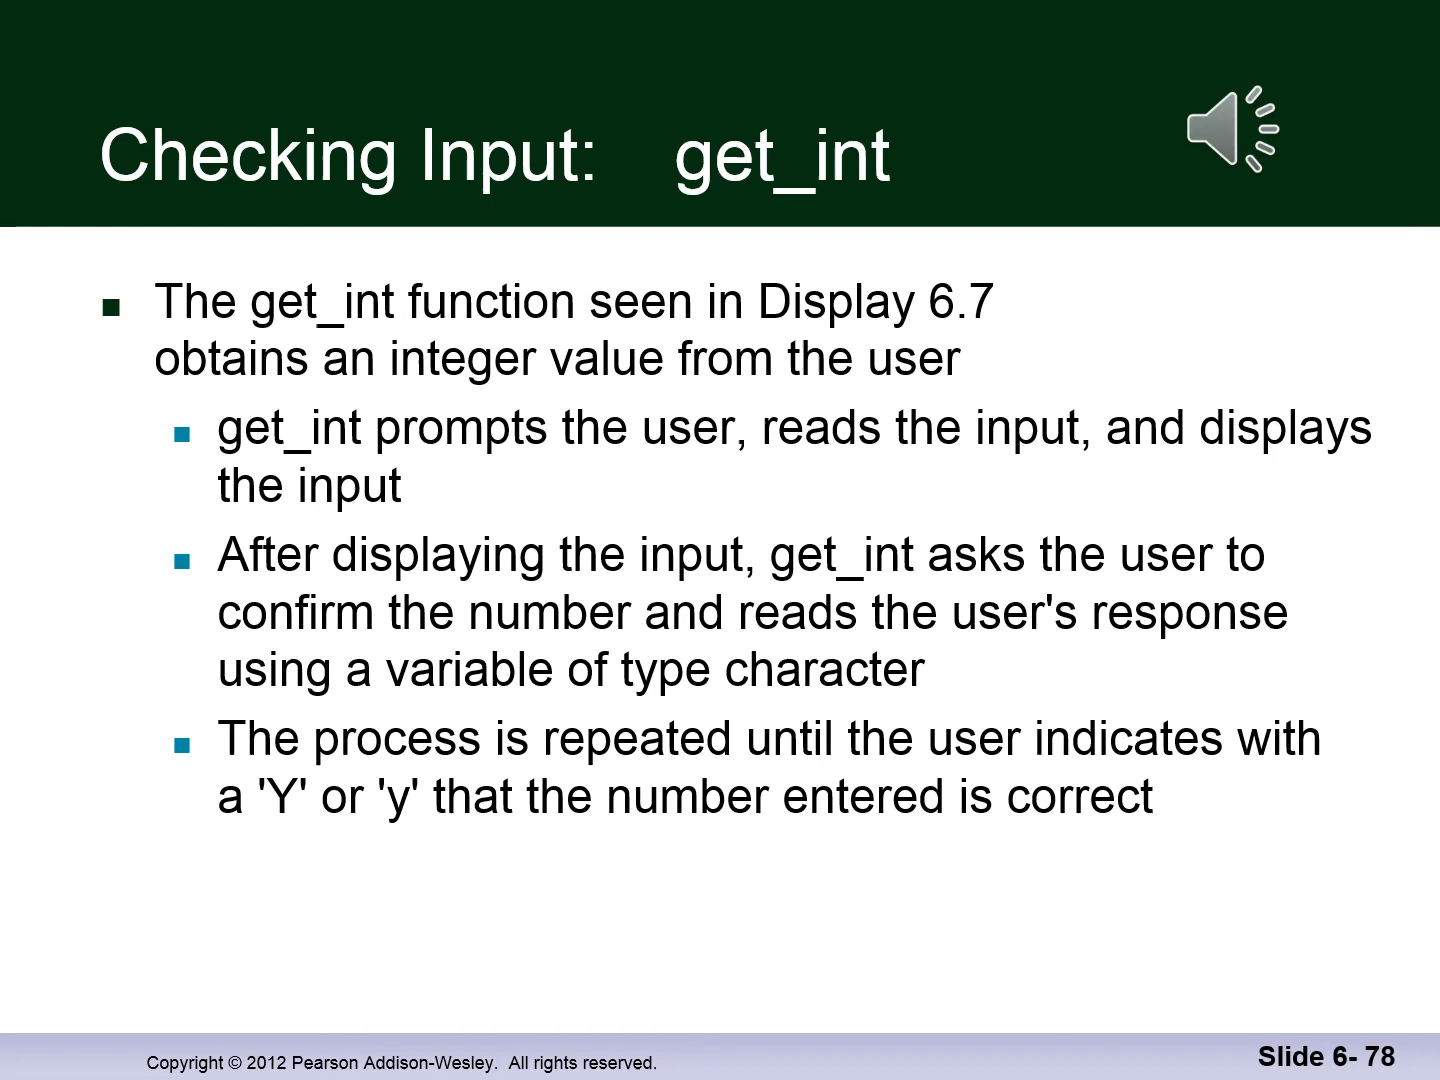 Checking Input: get_int
The get_int function seen in Display 6.7
obtains an integer value from the user
get_int prompts the user, reads the input, and displays
the input
After displaying the input, get_int asks the user to
confirm the number and reads the user's response
using a variable of type character
The process is repeated until the user indicates with
a 'Y' or 'y' that the number entered is correct
Copyright © 2012 Pearson Addison-Wesley. All rights reserved.
Slide 6- 78